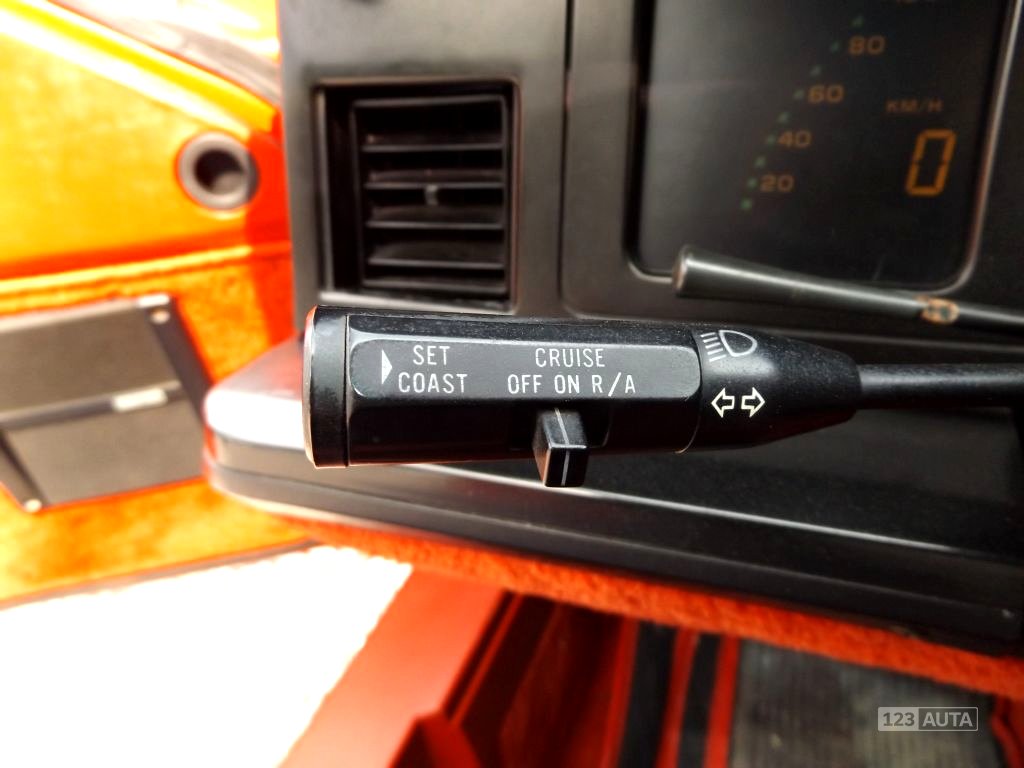 80
60
KM/H
40
0
20
SET CRUISE
COAST OFF ON R/A
123 AUTA